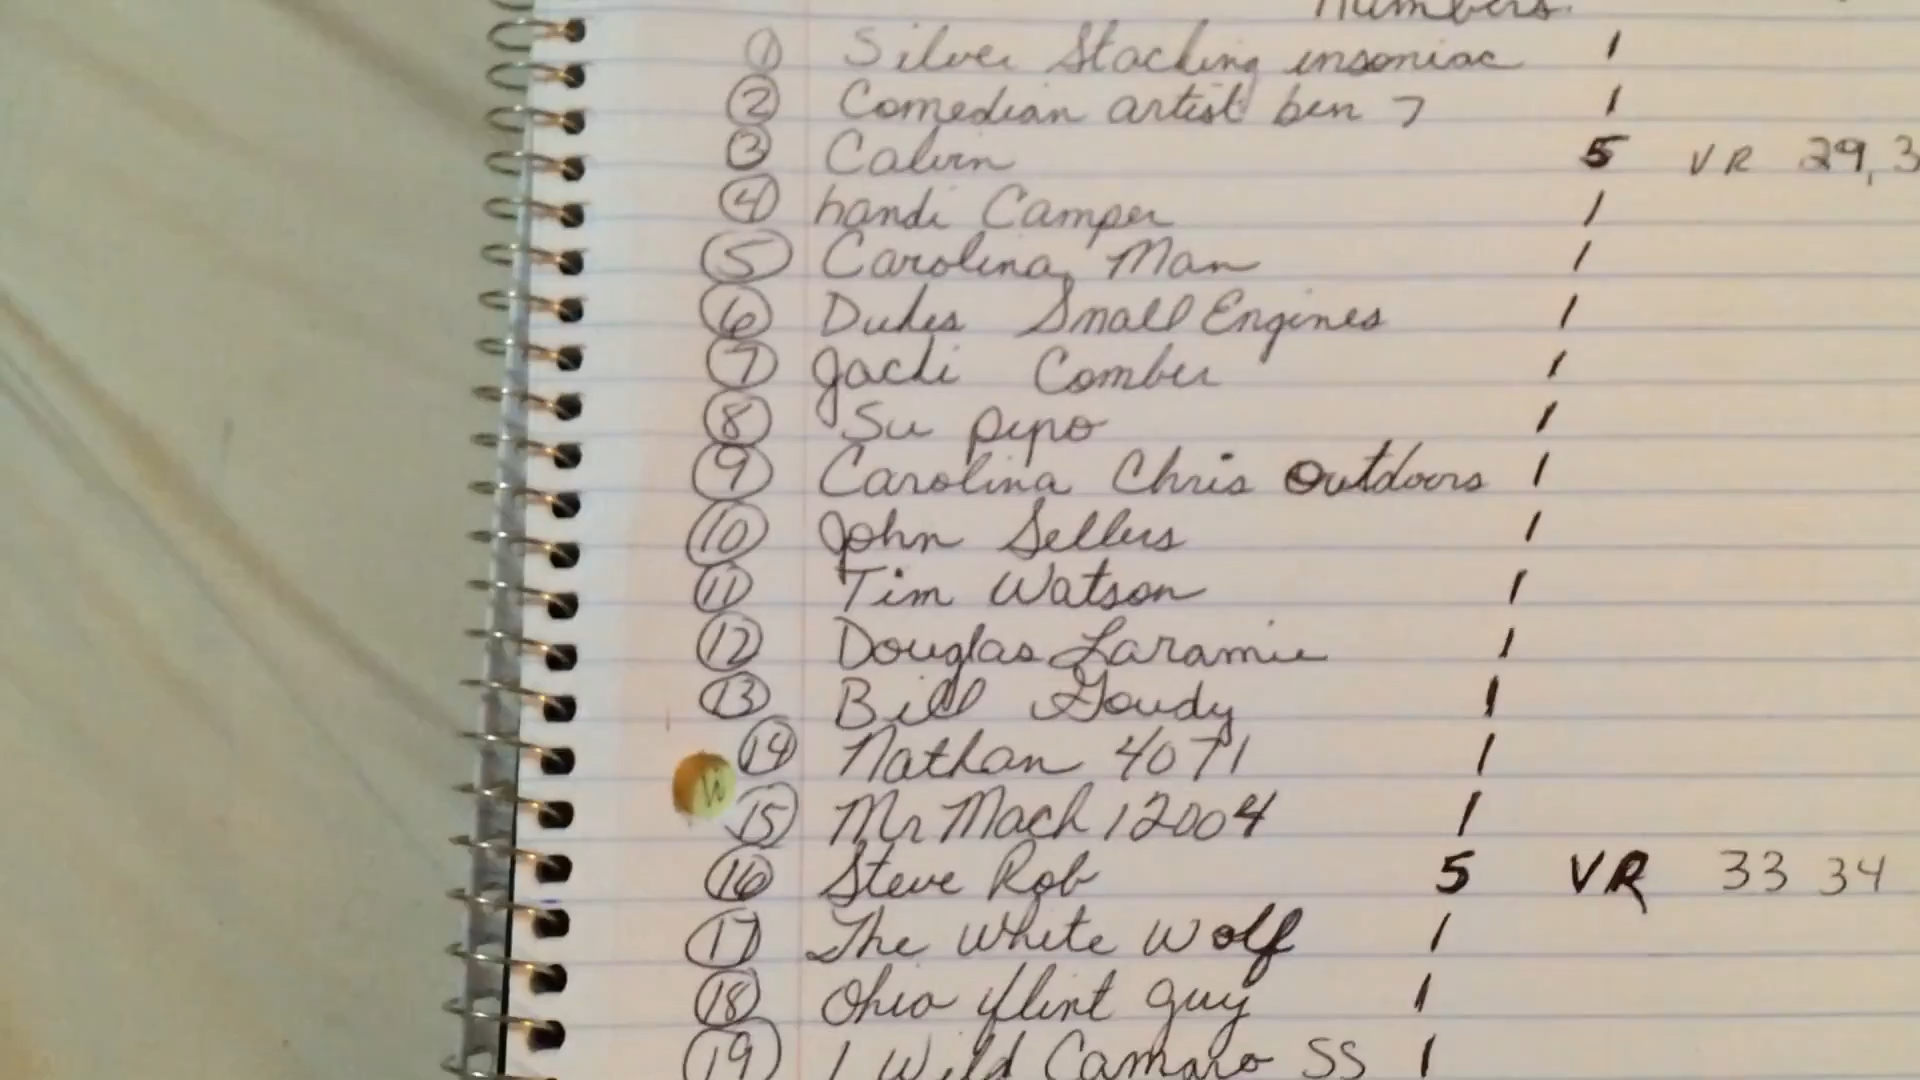 numbers
① Silver Stacking insoniac 1
② Comedian artist ben 7 1
③ Calvin 5 VR 29, 3
④ handi Camper 1
⑤ Carolina Man 1
⑥ Dukes Small Engines 1
⑦ Jacki Comber 1
⑧ Su pipo 1
⑨ Carolina Chris Outdoors 1
⑩ John Sellers 1
⑪ Tim Watson 1
⑫ Douglas Laramie 1
⑬ Bill Goudy 1
⑭ Nathan 4071 1
⑮ Mr Mach 12004 1
⑯ Steve Rob 5 VR 33 34
⑰ The White Wolf 1
⑱ Ohio flint guy 1
⑲ 1 Wild Camaro SS 1